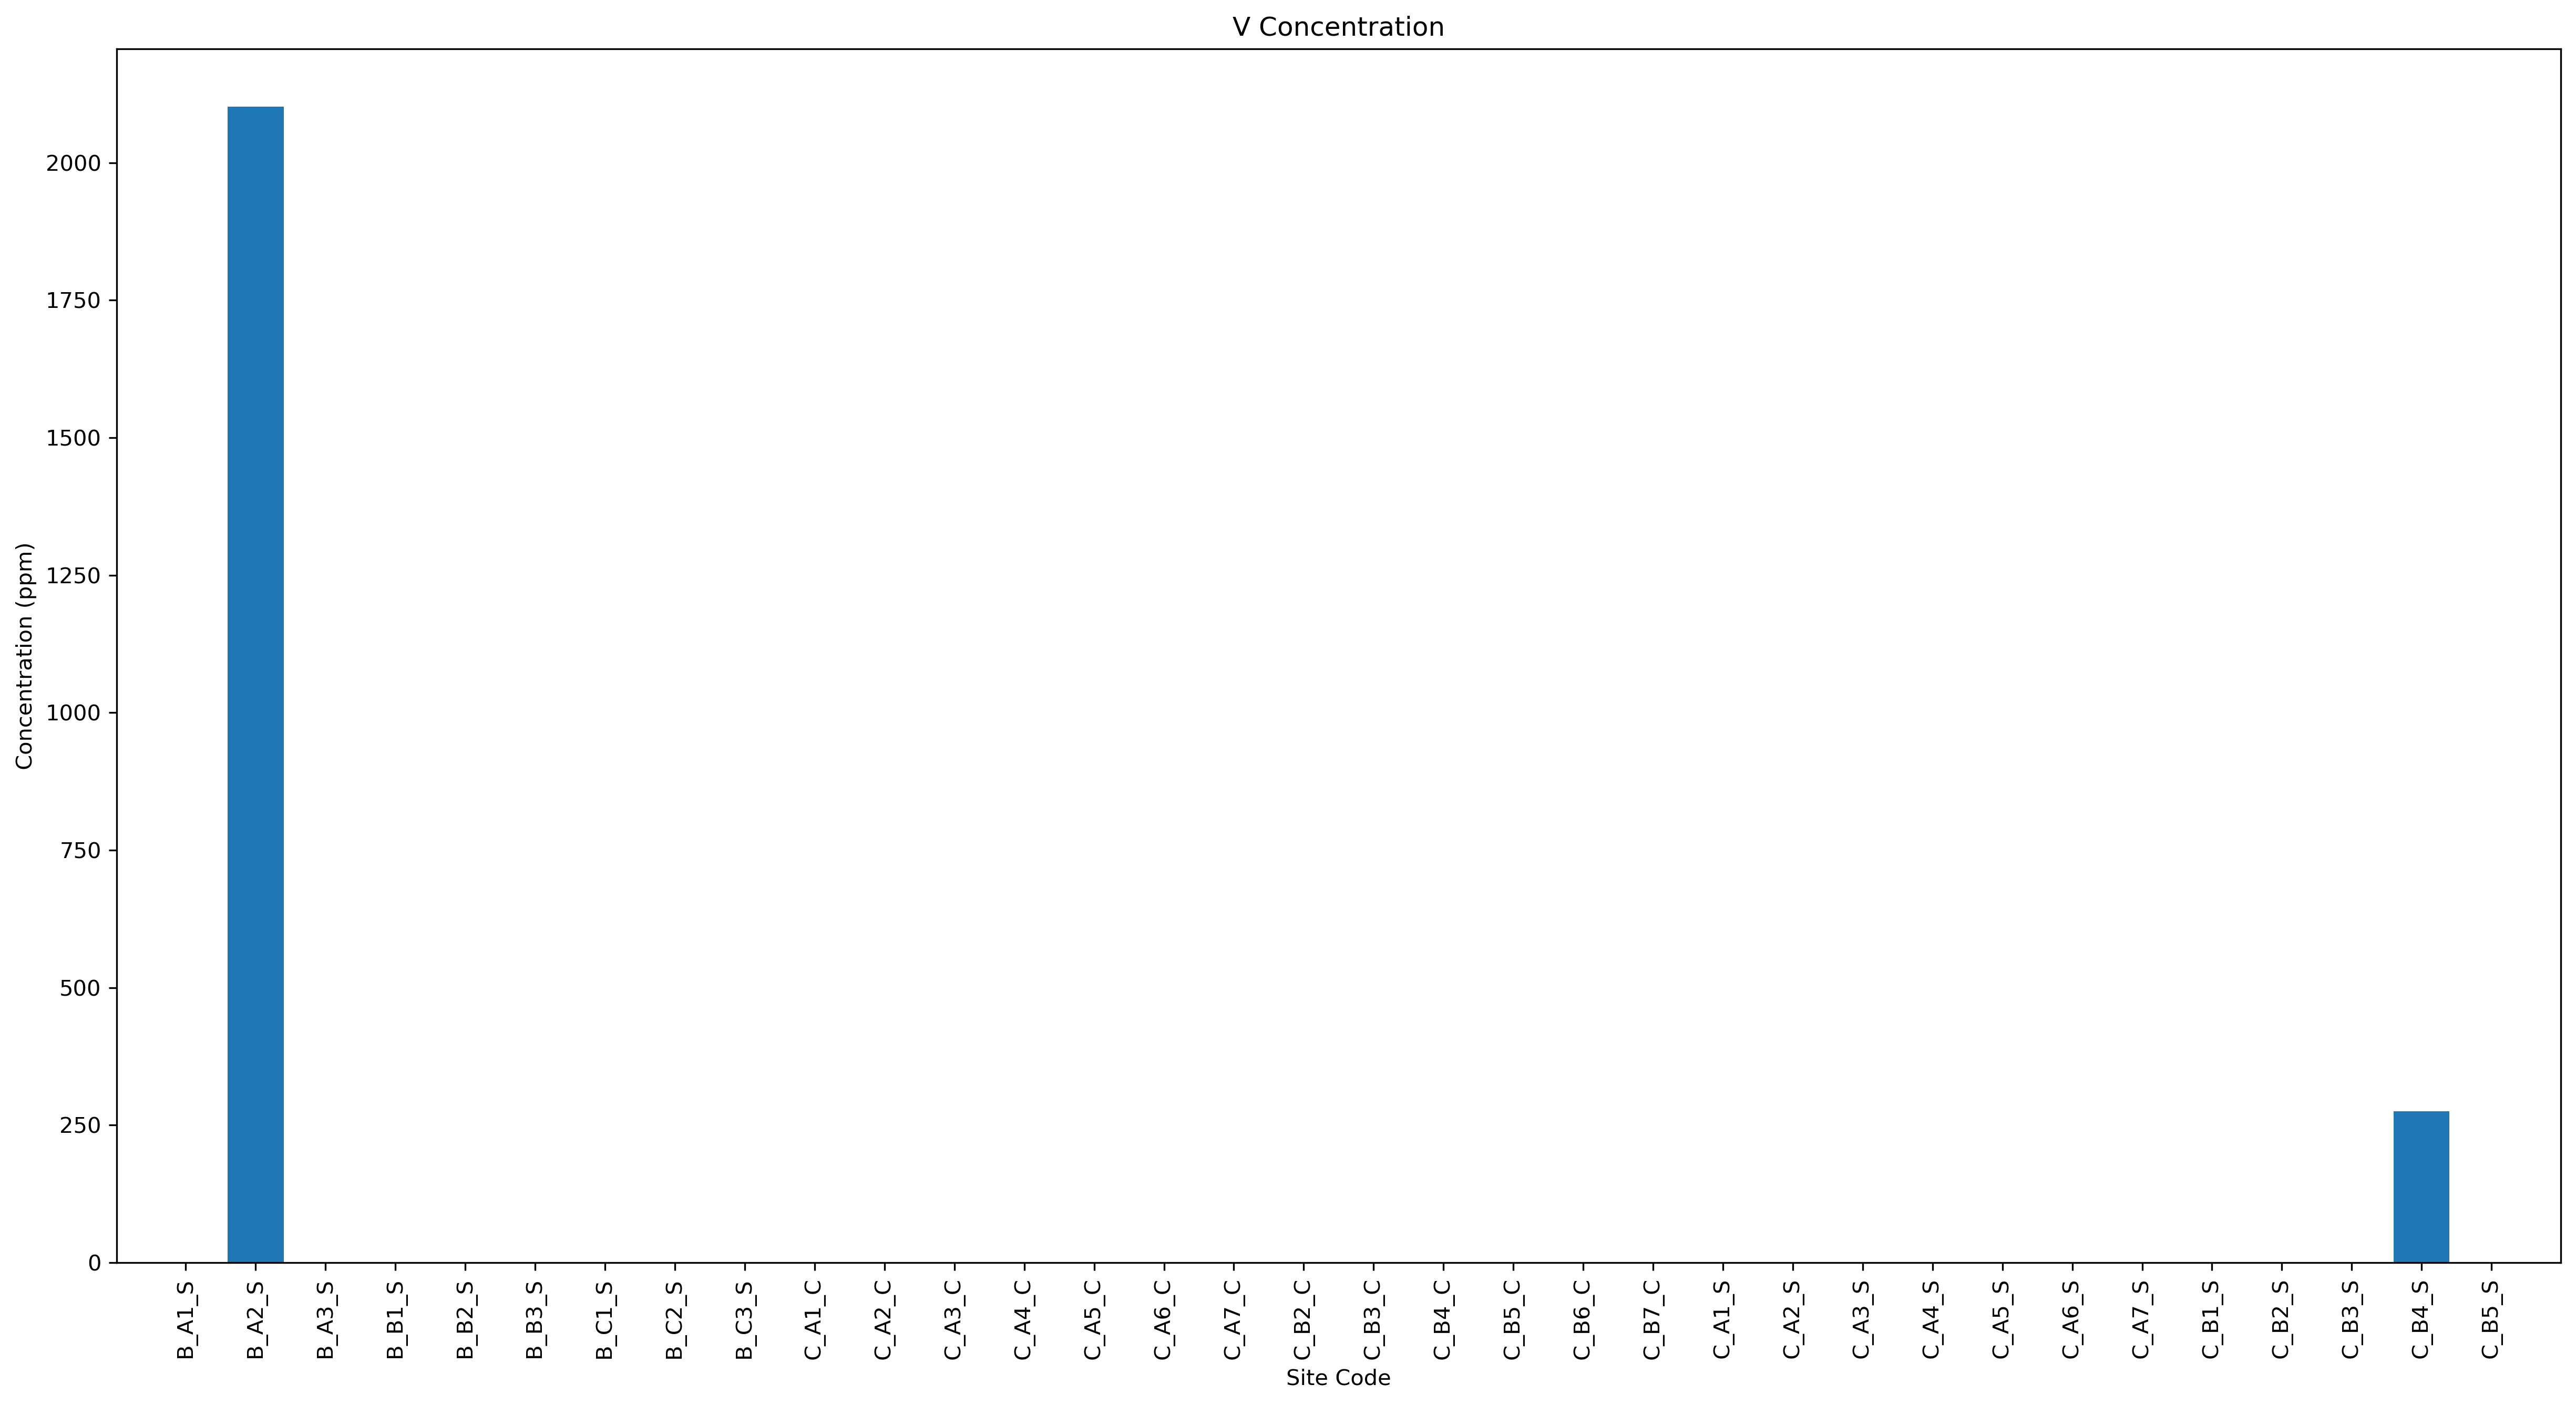 V Concentration
Concentration (ppm)
2000
1750
1500
1250
1000
750
500
250
0
B_A1_S
B_A2_S
B_A3_S
B_B1_S
B_B2_S
B_B3_S
B_C1_S
B_C2_S
B_C3_S
C_A1_C
C_A2_C
C_A3_C
C_A4_C
C_A5_C
C_A6_C
C_A7_C
C_B2_C
C_B3_C
C_B4_C
C_B5_C
C_B6_C
C_B7_C
C_A1_S
C_A2_S
C_A3_S
C_A4_S
C_A5_S
C_A6_S
C_A7_S
C_B1_S
C_B2_S
C_B3_S
C_B4_S
C_B5_S
Site Code